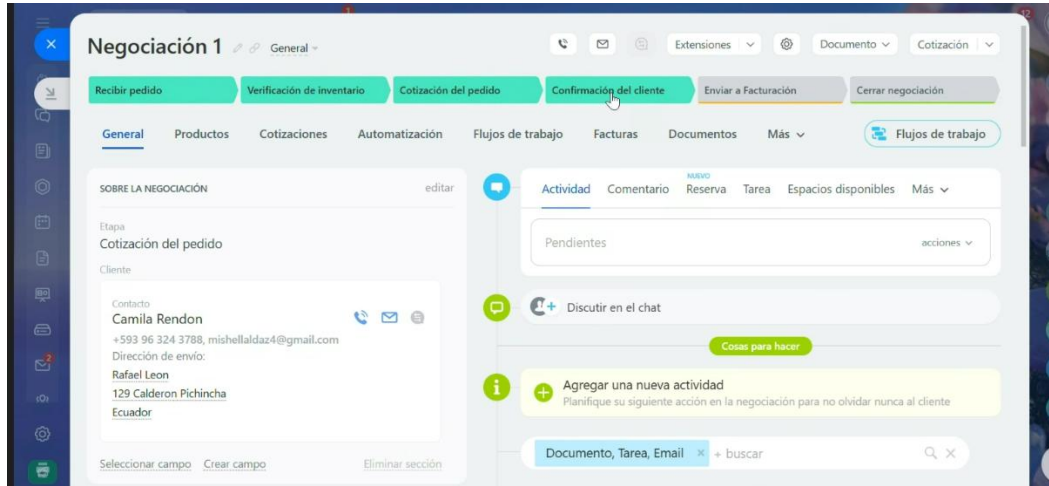 12
1
Negociación 1
General
Extensiones
Documento
Cotización
Recibir pedido
Verificación de inventario
Cotización del pedido
Confirmación del cliente
Enviar a Facturación
Cerrar negociación
General
Productos
Cotizaciones
Automatización
Flujos de trabajo
Facturas
Documentos
Más
Flujos de trabajo
SOBRE LA NEGOCIACIÓN
editar
Etapa
Cotización del pedido
Cliente
Contacto
Camila Rendon
+593 96 324 3788, mishellaldaz4@gmail.com
Dirección de envío:
Rafael Leon
129 Calderon Pichincha
Ecuador
Seleccionar campo
Crear campo
Eliminar sección
2
NUEVO
Actividad
Comentario
Reserva
Tarea
Espacios disponibles
Más
Pendientes
acciones
Discutir en el chat
Cosas para hacer
Agregar una nueva actividad
Planifique su siguiente acción en la negociación para no olvidar nunca al cliente
Documento, Tarea, Email
+ buscar